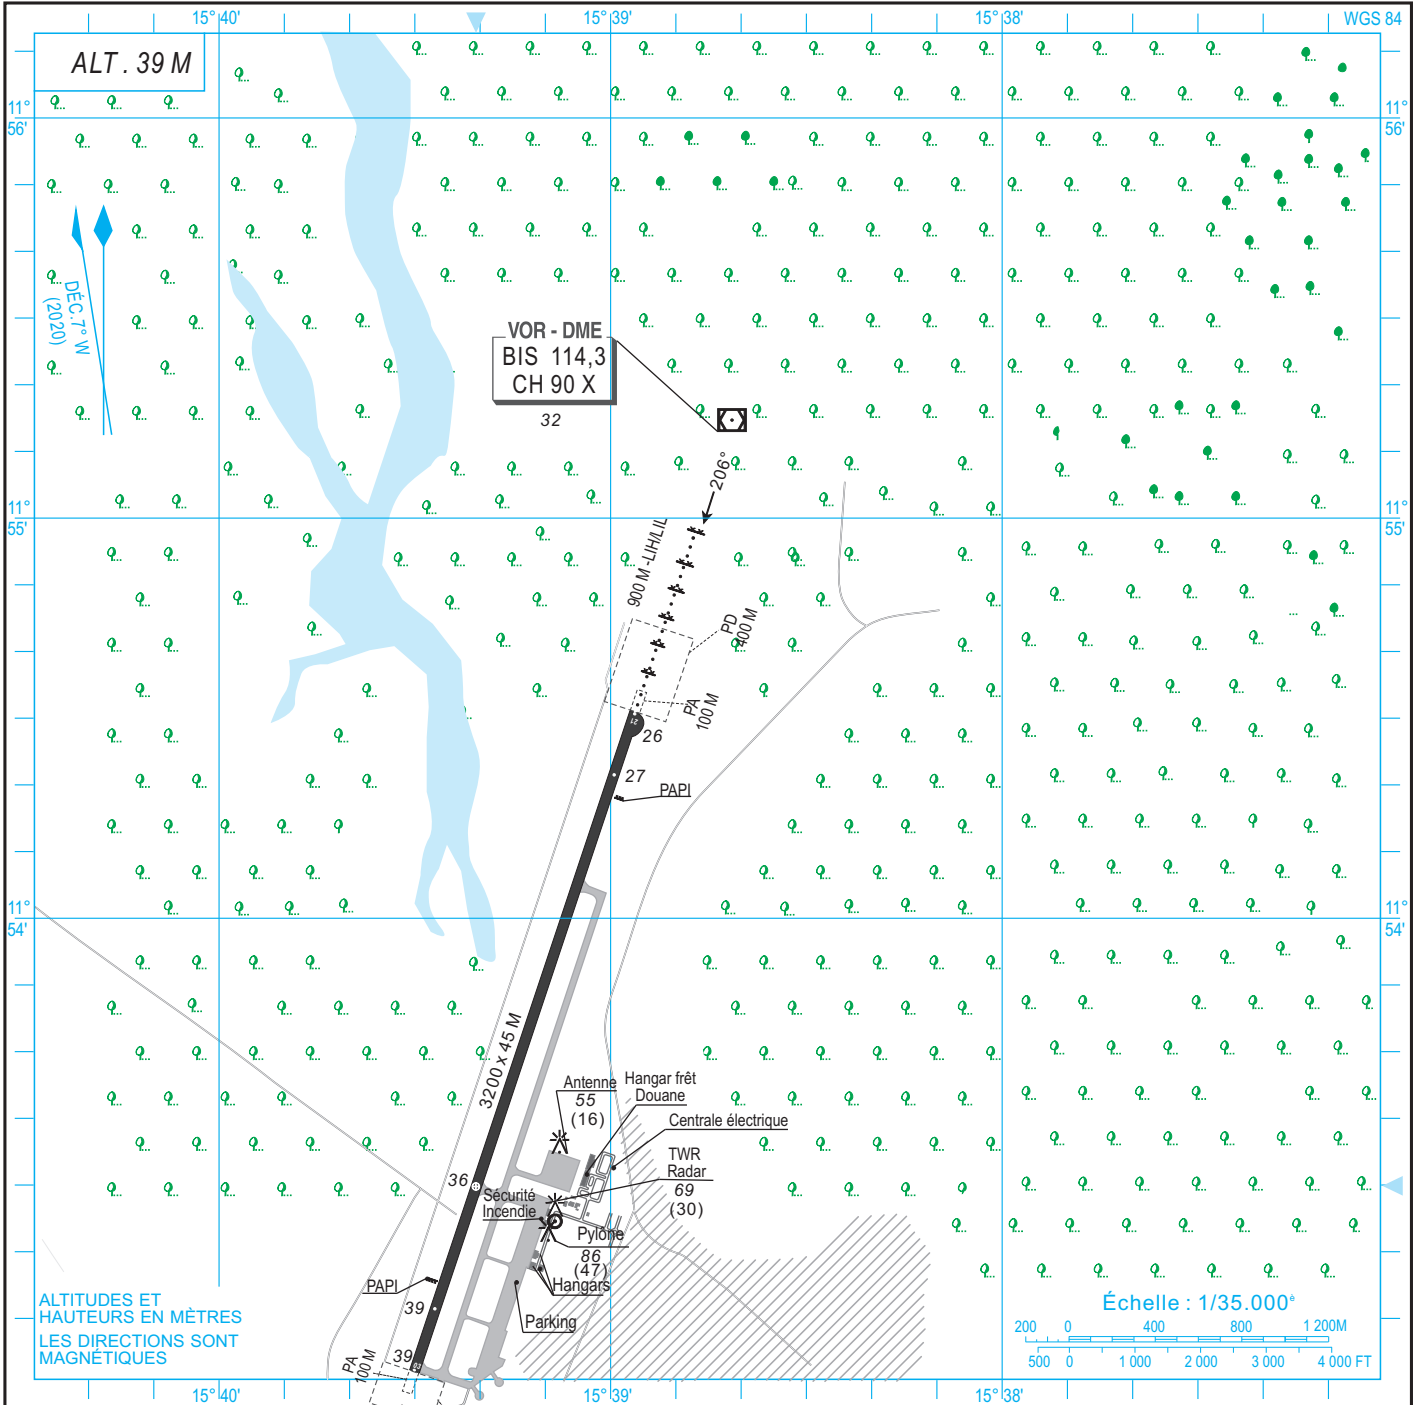 15° 40'
15° 39'
15° 38'
WGS 84
ALT . 39 M
11°
56'
11°
56'
DÉC.7° W
(2020)
VOR - DME
BIS 114,3
CH 90 X
32
206°
11°
55'
11°
55'
900 M -LIH/LIL
PD
400 M
PA
100 M
21
26
27
PAPI
11°
54'
11°
54'
3200 x 45 M
Antenne
55
(16)
Hangar frêt
Douane
Centrale électrique
TWR
Radar
69
(30)
36
Sécurité
Incendie
Pylône
86
(47)
Hangars
PAPI
39
Parking
39
PA
100 M
ALTITUDES ET
HAUTEURS EN MÈTRES
LES DIRECTIONS SONT
MAGNÉTIQUES
Échelle : 1/35.000è
200 0 400 800 1 200M
500 0 1 000 2 000 3 000 4 000 FT
15° 40'
15° 39'
15° 38'